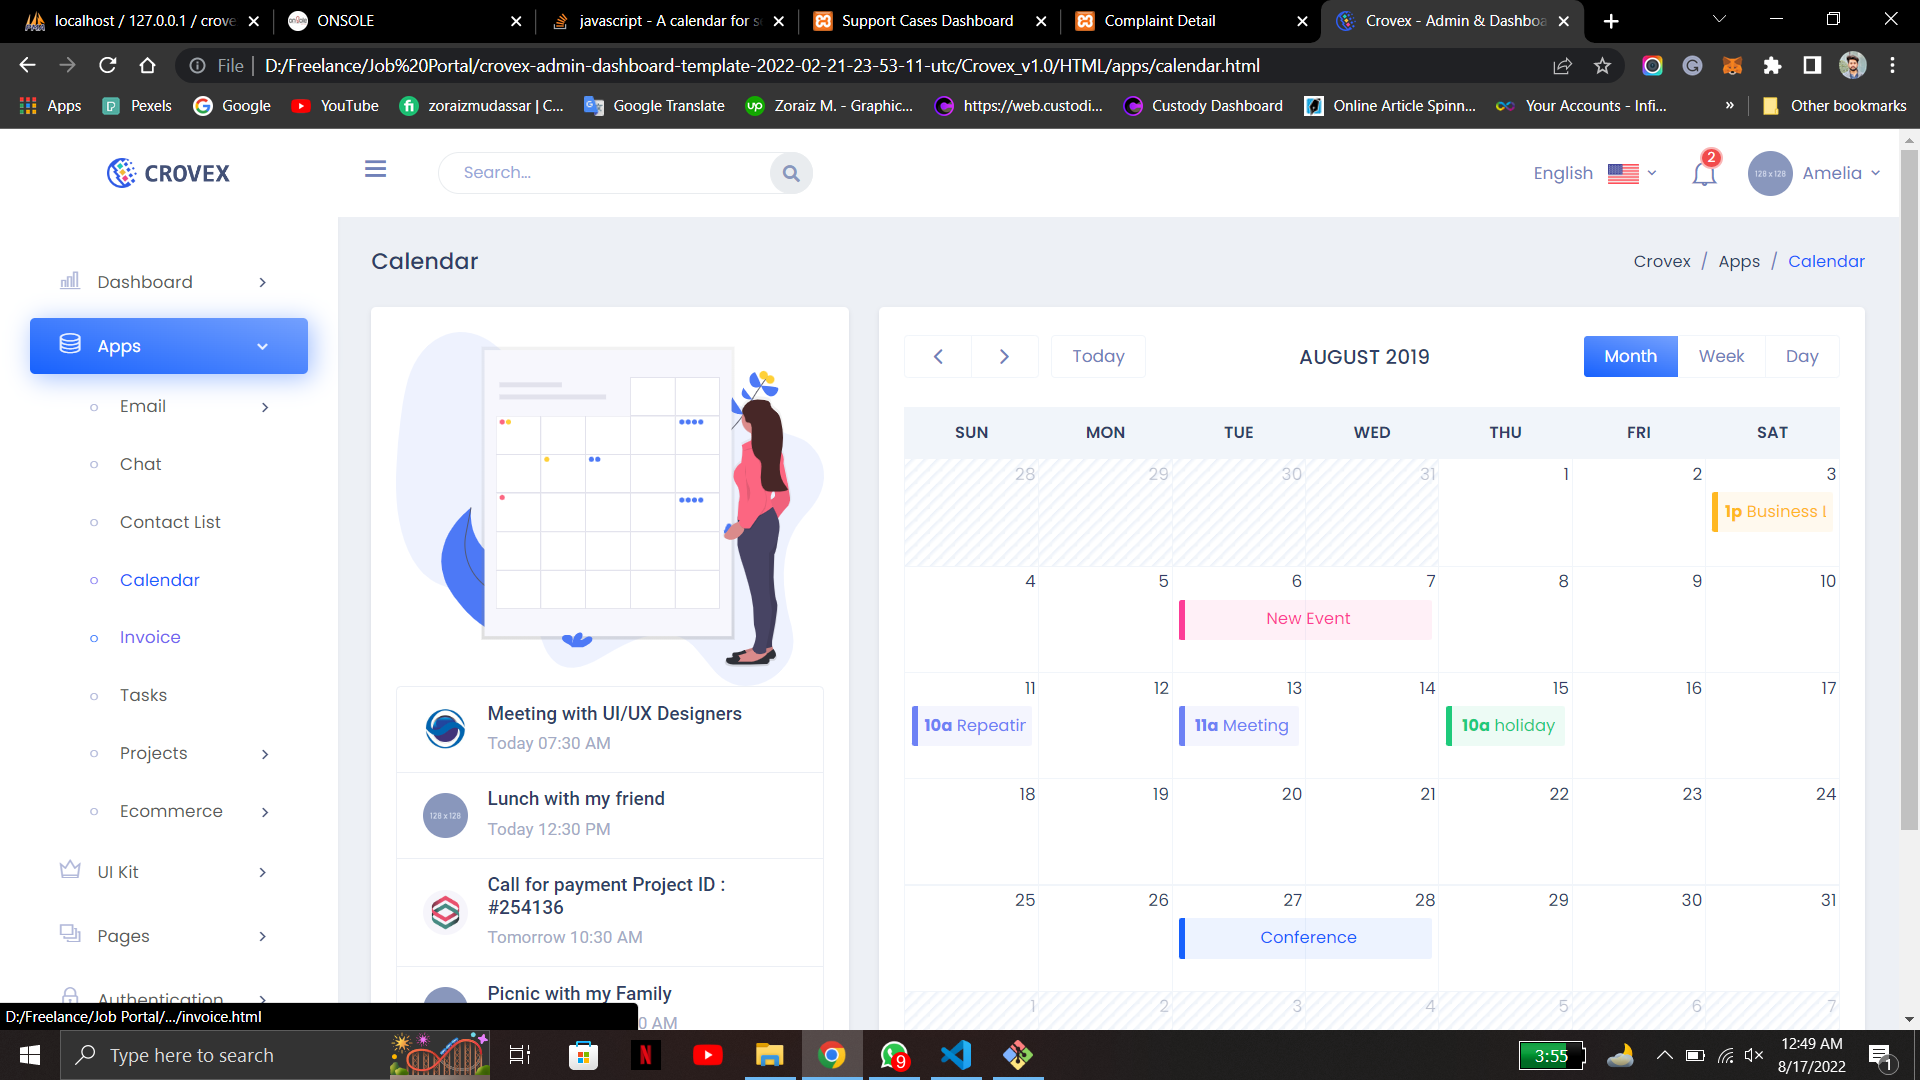 localhost / 127.0.0.1 / crove
ONSOLE
javascript - A calendar for s
Support Cases Dashboard
Complaint Detail
Crovex - Admin & Dashboa
File
D:/Freelance/Job%20Portal/crovex-admin-dashboard-template-2022-02-21-23-53-11-utc/Crovex_v1.0/HTML/apps/calendar.html
Apps
Pexels
Google
YouTube
zoraizmudassar | C...
Google Translate
Zoraiz M. - Graphic...
https://web.custodi...
Custody Dashboard
Online Article Spinn...
Your Accounts - Infi...
»
Other bookmarks
CROVEX
Search...
English
2
128 x 128
Amelia
Dashboard
Apps
Email
Chat
Contact List
Calendar
Invoice
Tasks
Projects
Ecommerce
UI Kit
Pages
Authentication
Calendar
Crovex / Apps / Calendar
Meeting with UI/UX Designers
Today 07:30 AM
128 x 128
Lunch with my friend
Today 12:30 PM
Call for payment Project ID :
#254136
Tomorrow 10:30 AM
Picnic with my Family
0 AM
Today
AUGUST 2019
Month Week Day
SUN MON TUE WED THU FRI SAT
28 29 30 31 1 2 3
1p Business
4 5 6 7 8 9 10
New Event
11 12 13 14 15 16 17
10a Repeatin 11a Meeting 10a holiday
18 19 20 21 22 23 24
25 26 27 28 29 30 31
Conference
1 2 3 4 5 6 7
D:/Freelance/Job Portal/.../invoice.html
Type here to search
9
3:55
12:49 AM
8/17/2022
1